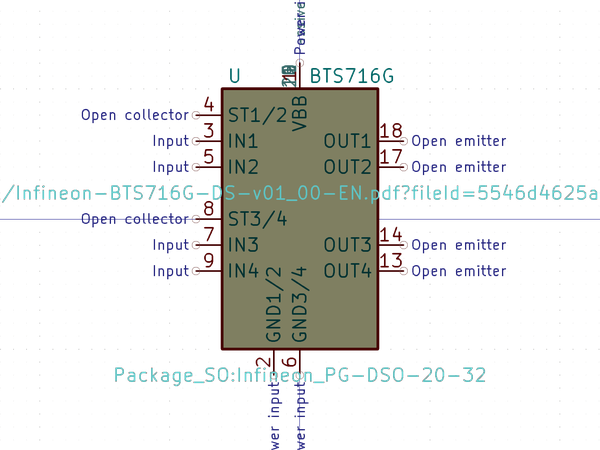 U
BTS716G
VBB
Open collector 4 ST1/2
Input 3 IN1 OUT1 18 Open emitter
Input 5 IN2 OUT2 17 Open emitter
/Infineon-BTS716G-DS-v01_00-EN.pdf?fileId=5546d4625a
Open collector 8 ST3/4
Input 7 IN3 OUT3 14 Open emitter
Input 9 IN4 OUT4 13 Open emitter
GND1/2 GND3/4
2 6
Package_SO:Infineon_PG-DSO-20-32
wer input wer input